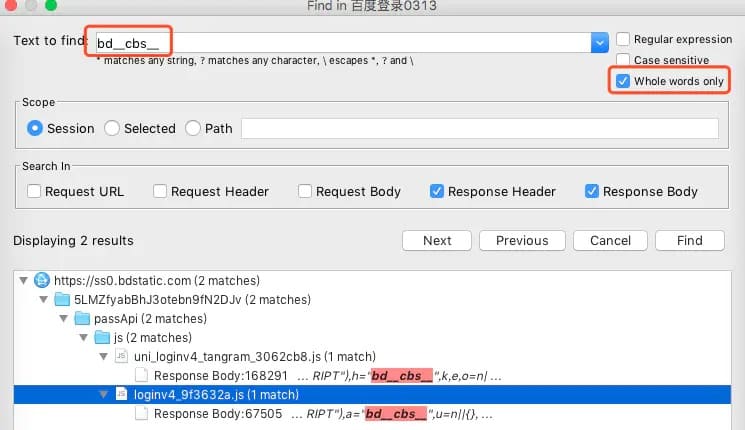 Find in 百度登录0313
Text to find: bd__cbs__
* matches any string, ? matches any character, \ escapes *, ? and \
Regular expression
Case sensitive
Whole words only
Scope
Session Selected Path
Search In
Request URL Request Header Request Body Response Header Response Body
Displaying 2 results Next Previous Cancel Find
https://ss0.bdstatic.com (2 matches)
5LMZfyabBhJ3otebn9fN2DJv (2 matches)
passApi (2 matches)
js (2 matches)
JS uni_loginv4_tangram_3062cb8.js (1 match)
Response Body:168291 ... RIPT"),h="bd__cbs__",k,e,o=n| ...
JS loginv4_9f3632a.js (1 match)
Response Body:67505 ... RIPT"),a="bd__cbs__",u=n||{}, ...